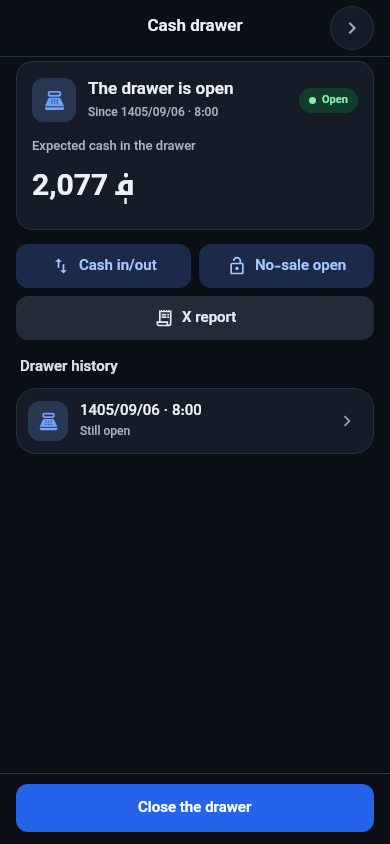 Cash drawer
The drawer is open
Since 1405/09/06 · 8:00
Open
Expected cash in the drawer
2,077 ؋
Cash in/out
No-sale open
X report
Drawer history
1405/09/06 · 8:00
Still open
Close the drawer